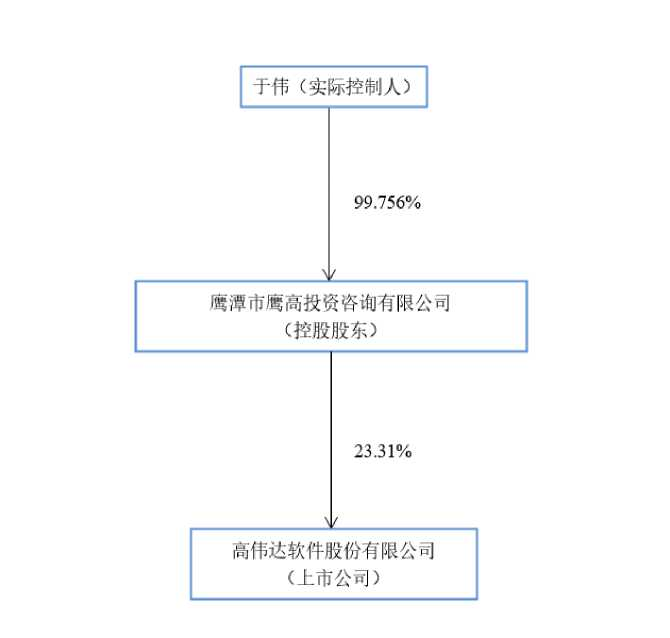 于伟（实际控制人）
99.756%
鹰潭市鹰高投资咨询有限公司
（控股股东）
23.31%
高伟达软件股份有限公司
（上市公司）